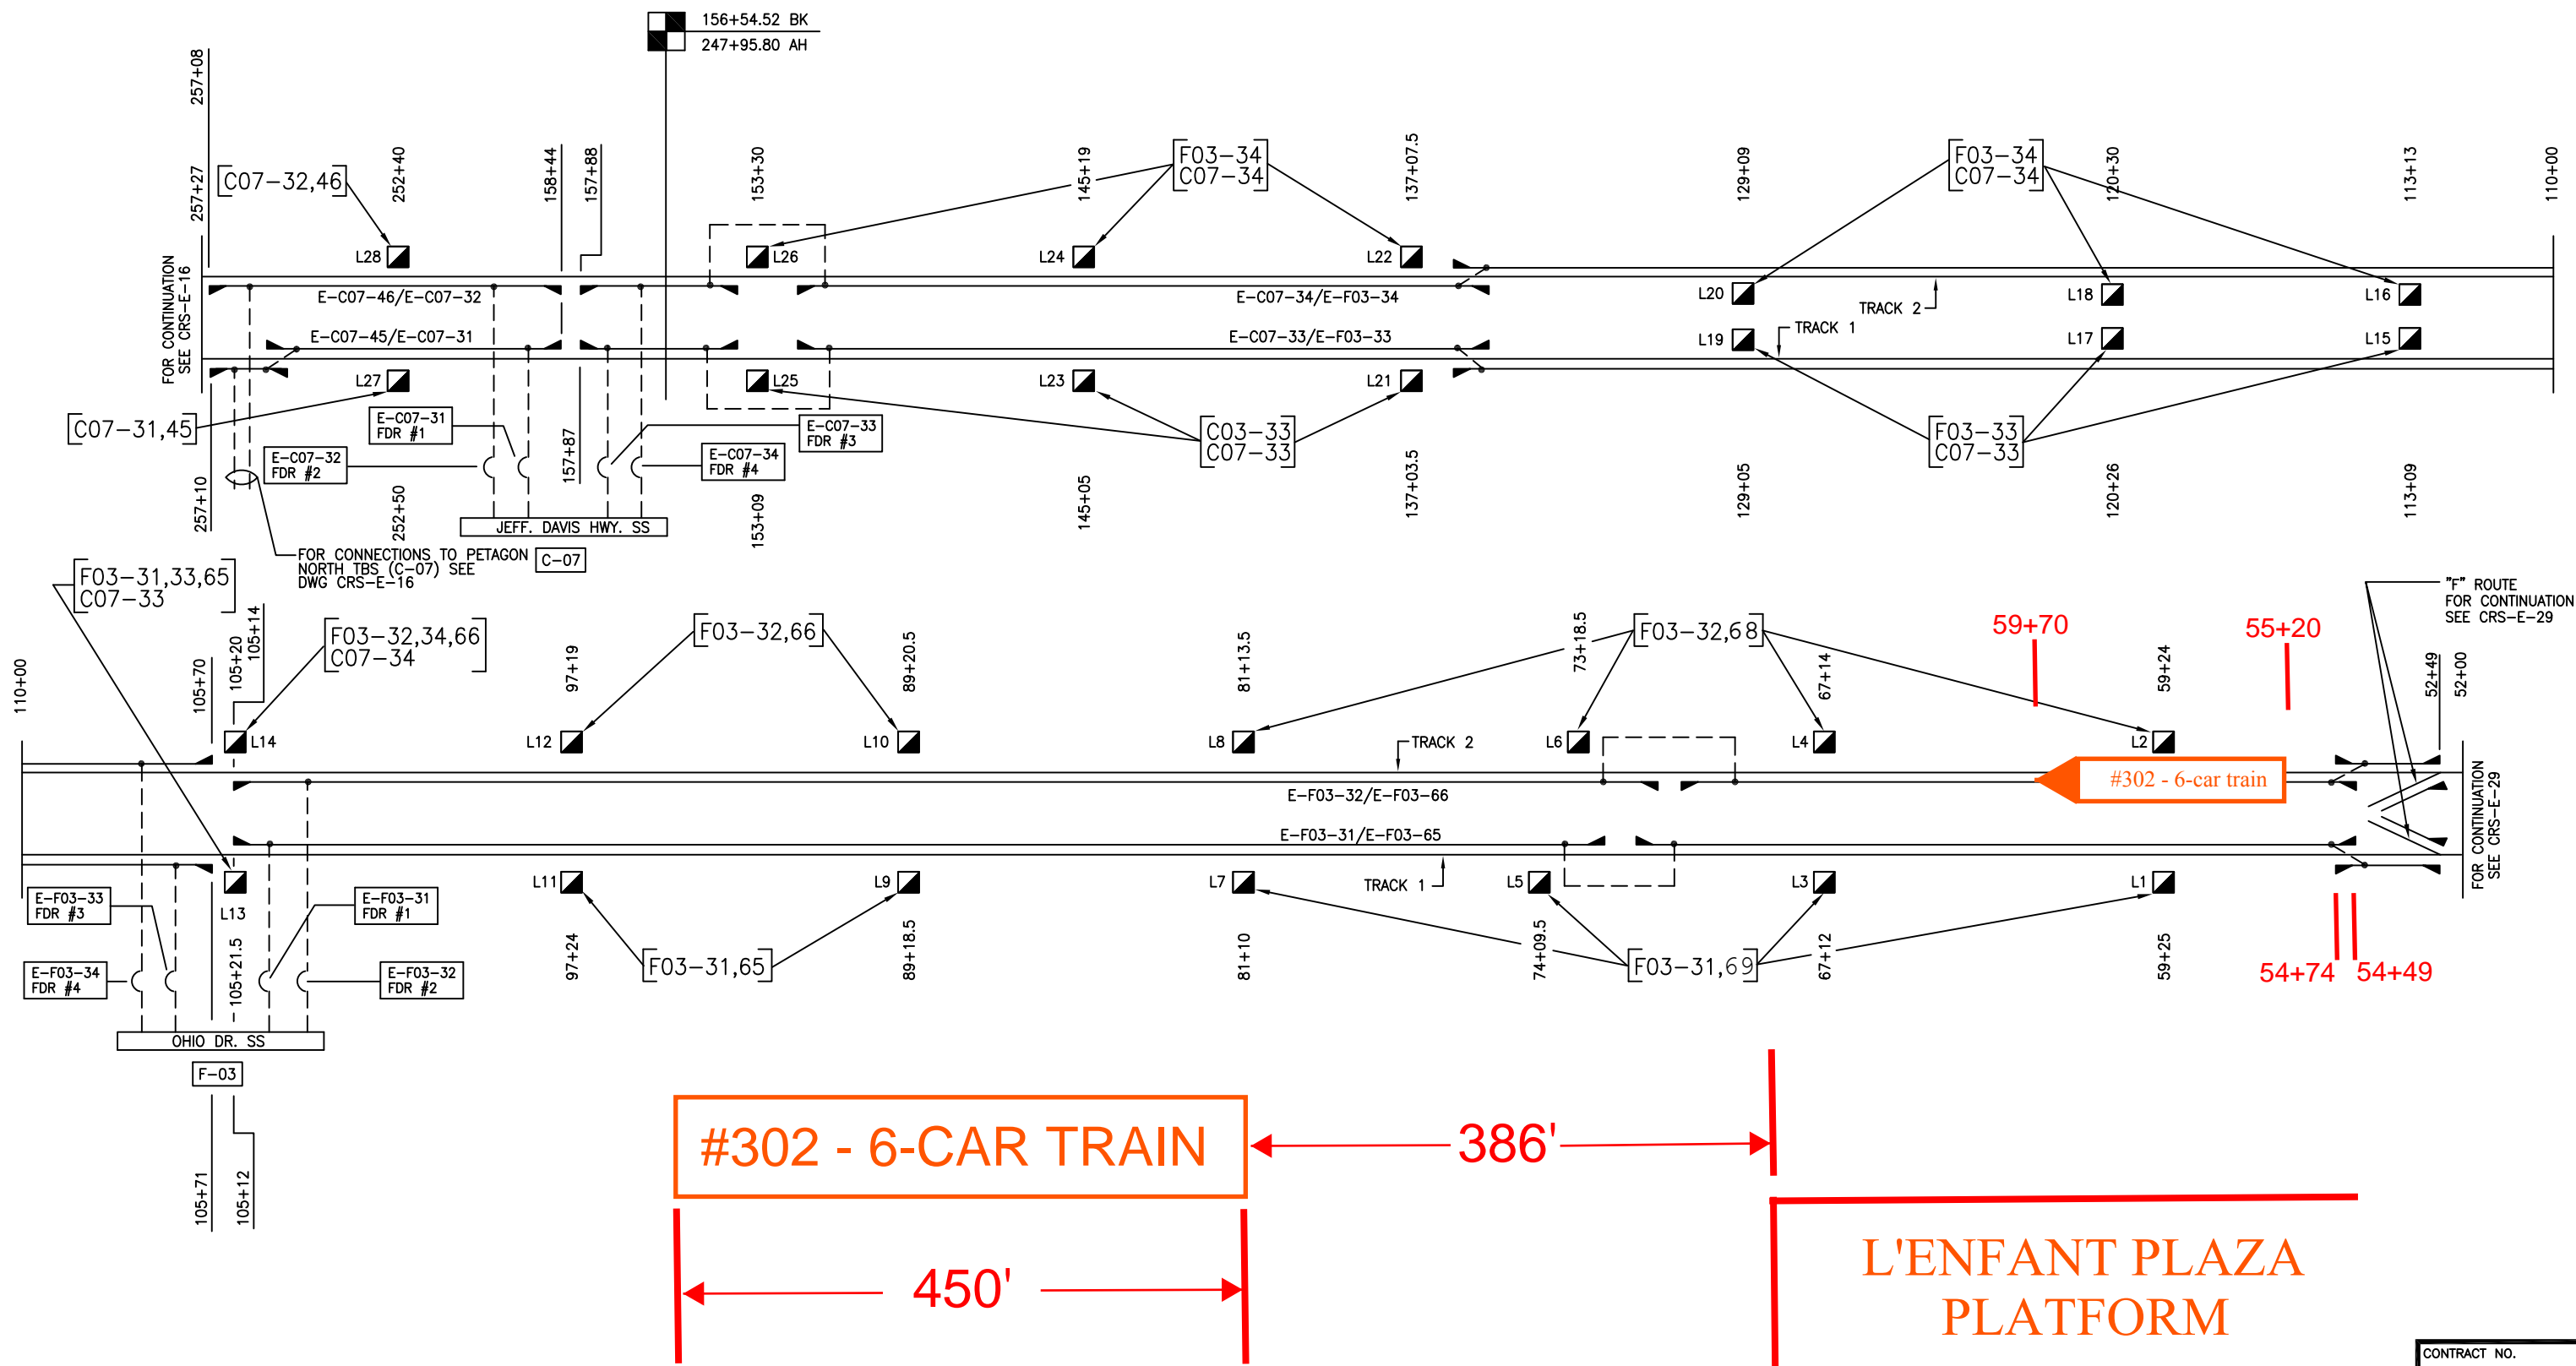 156+54.52 BK
247+95.80 AH
257+08
257+27
[C07-32,46]
252+40
158+44
157+88
153+30
145+19
F03-34
C07-34
137+07.5
129+09
F03-34
C07-34
120+30
113+13
110+00
FOR CONTINUATION
SEE CRS-E-16
L28
L26
L24
L22
L20
L18
L16
E-C07-46/E-C07-32
E-C07-34/E-F03-34
TRACK 2
E-C07-45/E-C07-31
E-C07-33/E-F03-33
TRACK 1
L27
L25
L23
L21
L19
L17
L15
[C07-31,45]
E-C07-31
FDR #1
E-C07-32
FDR #2
E-C07-33
FDR #3
E-C07-34
FDR #4
C03-33
C07-33
F03-33
C07-33
257+10
252+50
157+87
153+09
145+05
137+03.5
129+05
120+26
113+09
JEFF. DAVIS HWY. SS
C-07
FOR CONNECTIONS TO PETAGON
NORTH TBS (C-07) SEE
DWG CRS-E-16
F03-31,33,65
C07-33
110+00
105+70
105+20
105+14
F03-32,34,66
C07-34
97+19
[F03-32,66]
89+20.5
81+13.5
73+18.5
[F03-32,68]
67+14
59+70
59+24
55+20
52+49
52+00
"F" ROUTE
FOR CONTINUATION
SEE CRS-E-29
L14
L12
L10
L8
L6
L4
L2
TRACK 2
#302 - 6-car train
E-F03-32/E-F03-66
E-F03-31/E-F03-65
TRACK 1
FOR CONTINUATION
SEE CRS-E-29
L13
L11
L9
L7
L5
L3
L1
E-F03-33
FDR #3
E-F03-31
FDR #1
E-F03-34
FDR #4
E-F03-32
FDR #2
105+21.5
97+24
[F03-31,65]
89+18.5
81+10
74+09.5
[F03-31,69]
67+12
59+25
54+74
54+49
OHIO DR. SS
F-03
105+71
105+12
#302 - 6-CAR TRAIN
386'
450'
L'ENFANT PLAZA
PLATFORM
CONTRACT NO.